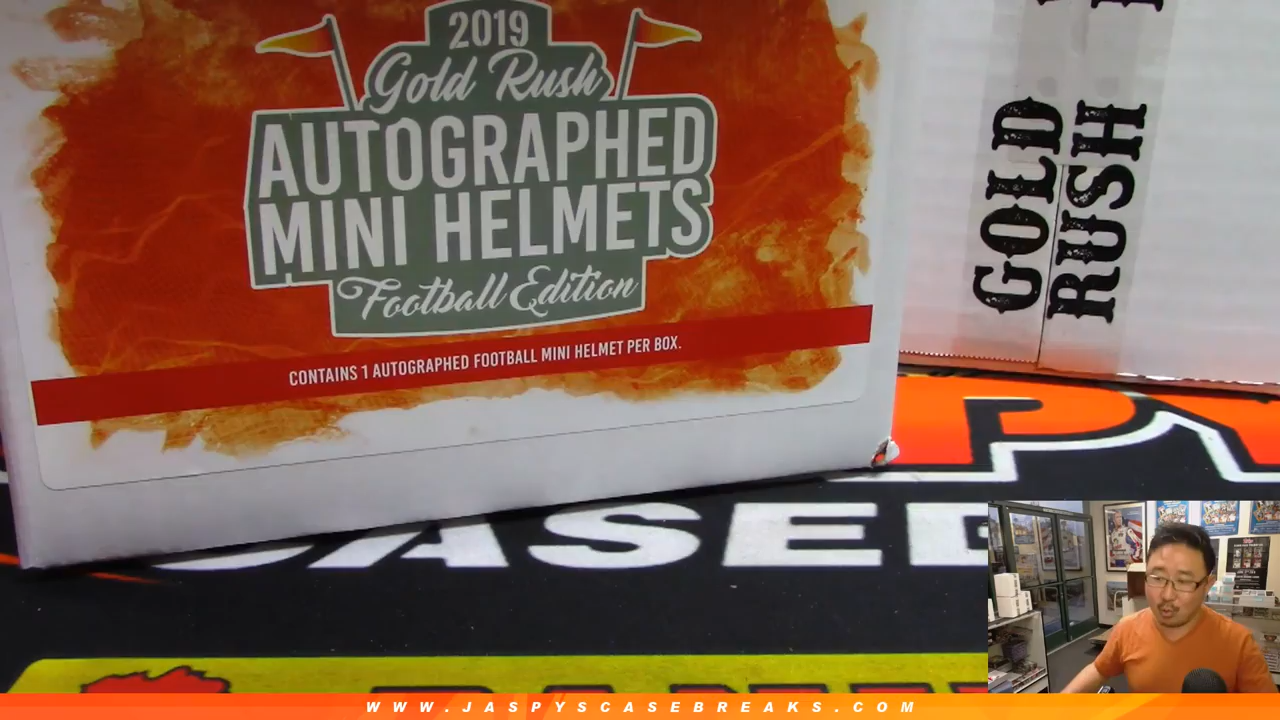 2019
Gold Rush
AUTOGRAPHED
MINI HELMETS
Football Edition
CONTAINS 1 AUTOGRAPHED FOOTBALL MINI HELMET PER BOX.
GOLD
RUSH
WWW.JASPYSCASEBREAKS.COM